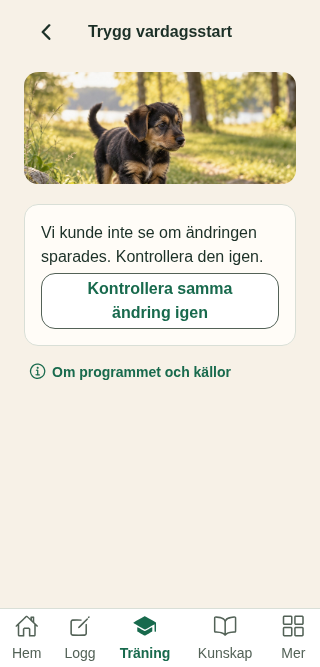 Trygg vardagsstart
Vi kunde inte se om ändringen
sparades. Kontrollera den igen.
Kontrollera samma
ändring igen
Om programmet och källor
Hem Logg Träning Kunskap Mer